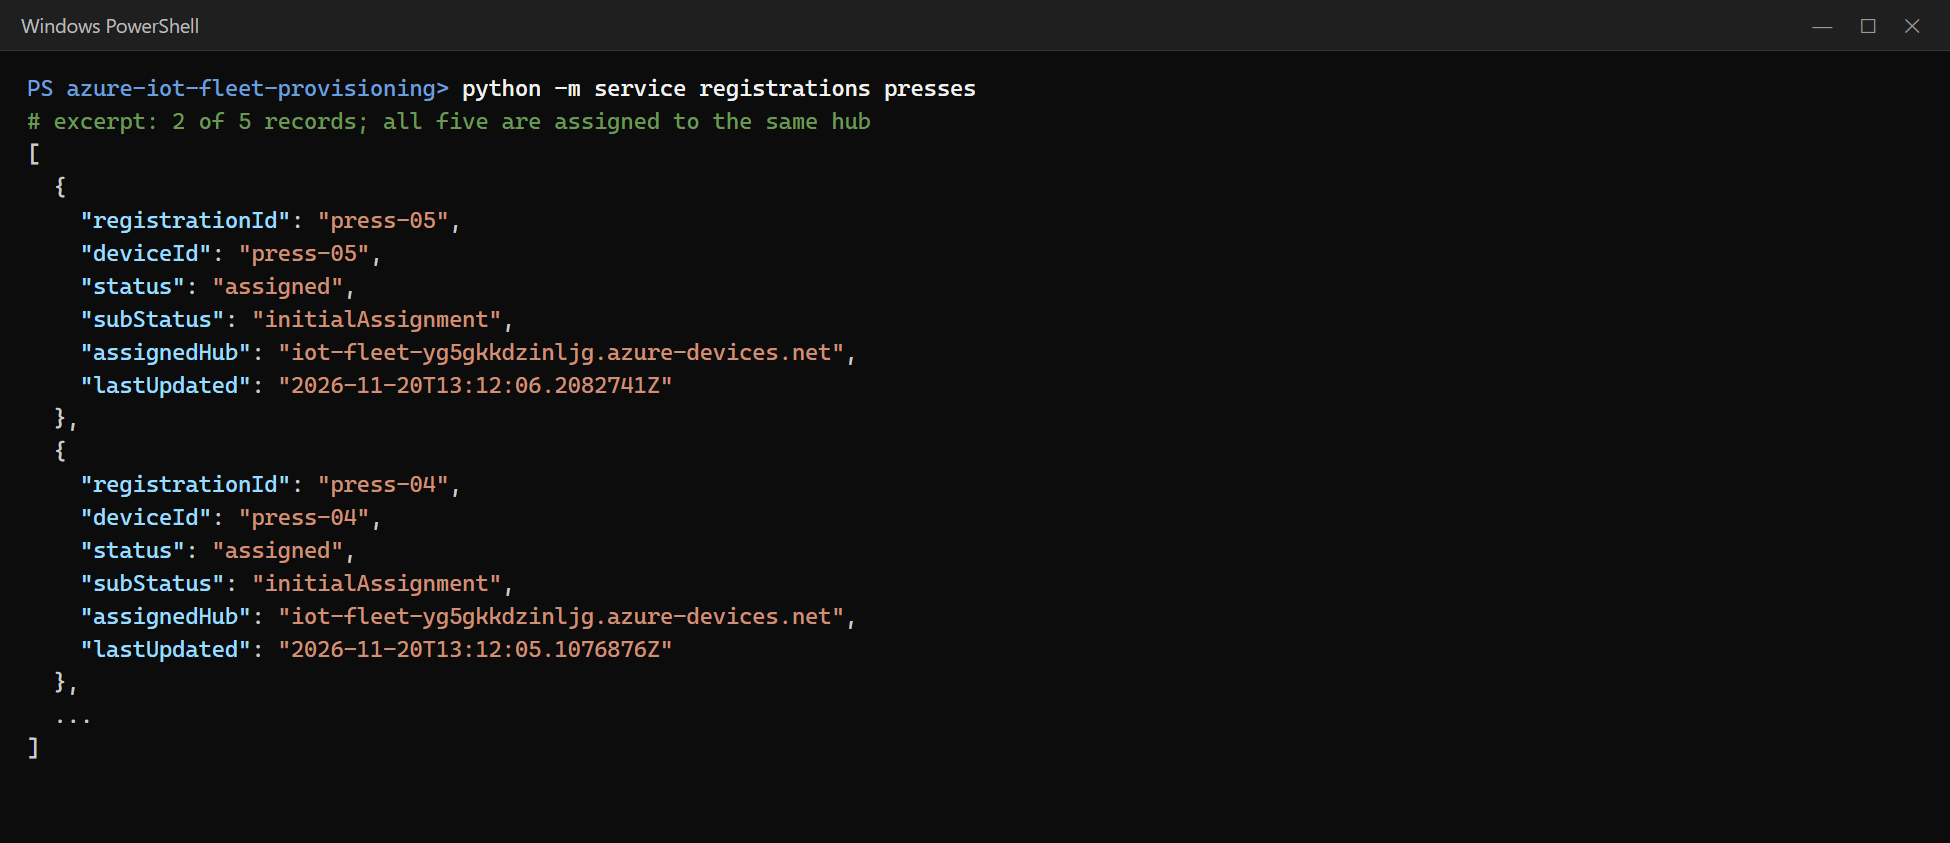 Windows PowerShell
PS azure-iot-fleet-provisioning> python -m service registrations presses
# excerpt: 2 of 5 records; all five are assigned to the same hub
[
  {
    "registrationId": "press-05",
    "deviceId": "press-05",
    "status": "assigned",
    "subStatus": "initialAssignment",
    "assignedHub": "iot-fleet-yg5gkkdzinljg.azure-devices.net",
    "lastUpdated": "2026-11-20T13:12:06.2082741Z"
  },
  {
    "registrationId": "press-04",
    "deviceId": "press-04",
    "status": "assigned",
    "subStatus": "initialAssignment",
    "assignedHub": "iot-fleet-yg5gkkdzinljg.azure-devices.net",
    "lastUpdated": "2026-11-20T13:12:05.1076876Z"
  },
  ...
]